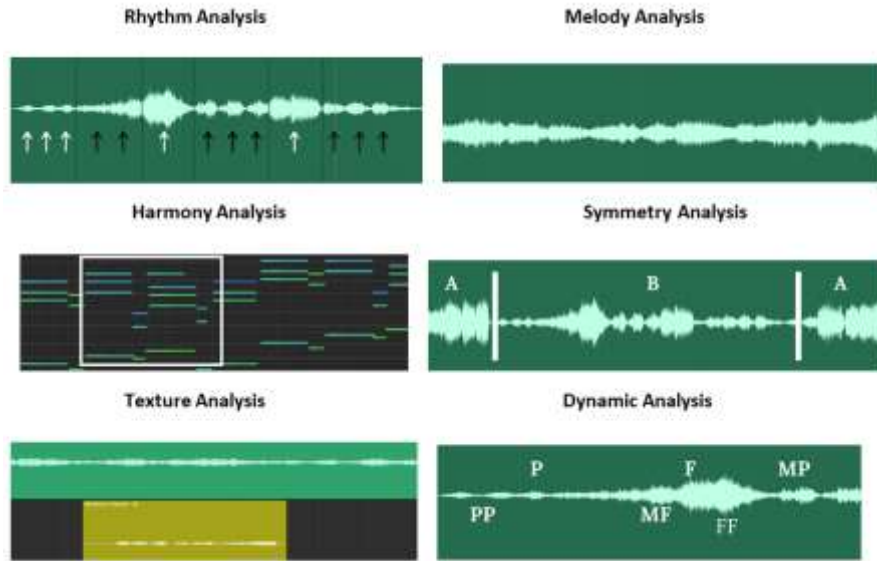 Rhythm Analysis
Melody Analysis
Harmony Analysis
Symmetry Analysis
A
B
A
Texture Analysis
Dynamic Analysis
P
F
MP
PP
MF
FF